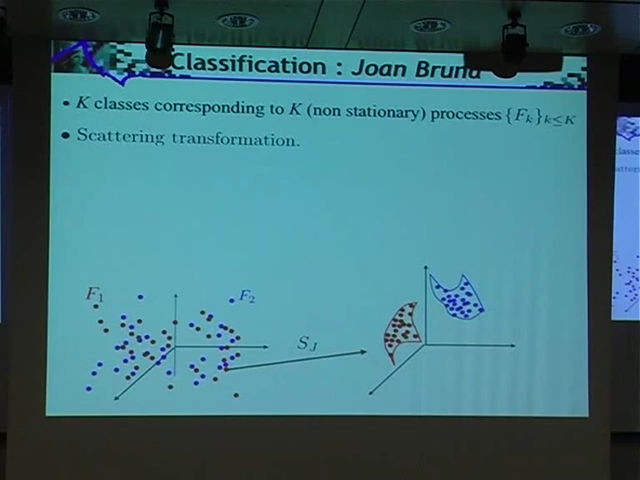 Classification : Joan Bruna
• K classes corresponding to K (non stationary) processes {F_k}_{k≤K}
• Scattering transformation.
F_1
F_2
S_J